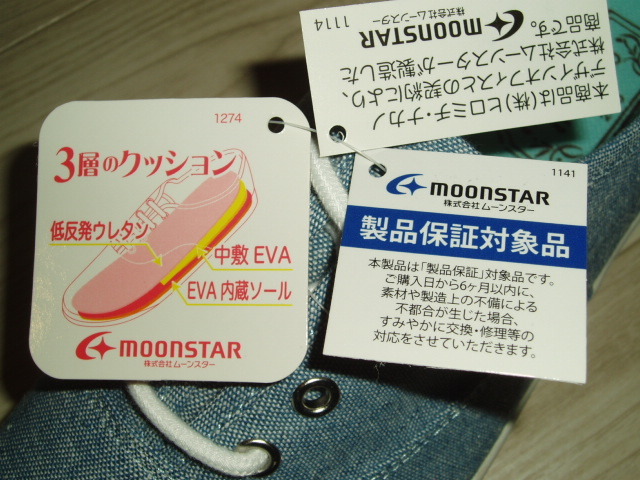 1274
3層のクッション
低反発ウレタン
中敷 EVA
EVA 内蔵ソール
MOONSTAR
株式会社ムーンスター
本商品は(株)ヒロミチ・ナカノ
デザインオフィスとの契約により、
株式会社ムーンスターが製造した
商品です。
MOONSTAR
株式会社ムーンスター
1114
1141
MOONSTAR
株式会社ムーンスター
製品保証対象品
本製品は「製品保証」対象品です。
ご購入日から6ヶ月以内に、
素材や製造上の不備による
不都合が生じた場合、
すみやかに交換・修理等の
対応をさせていただきます。